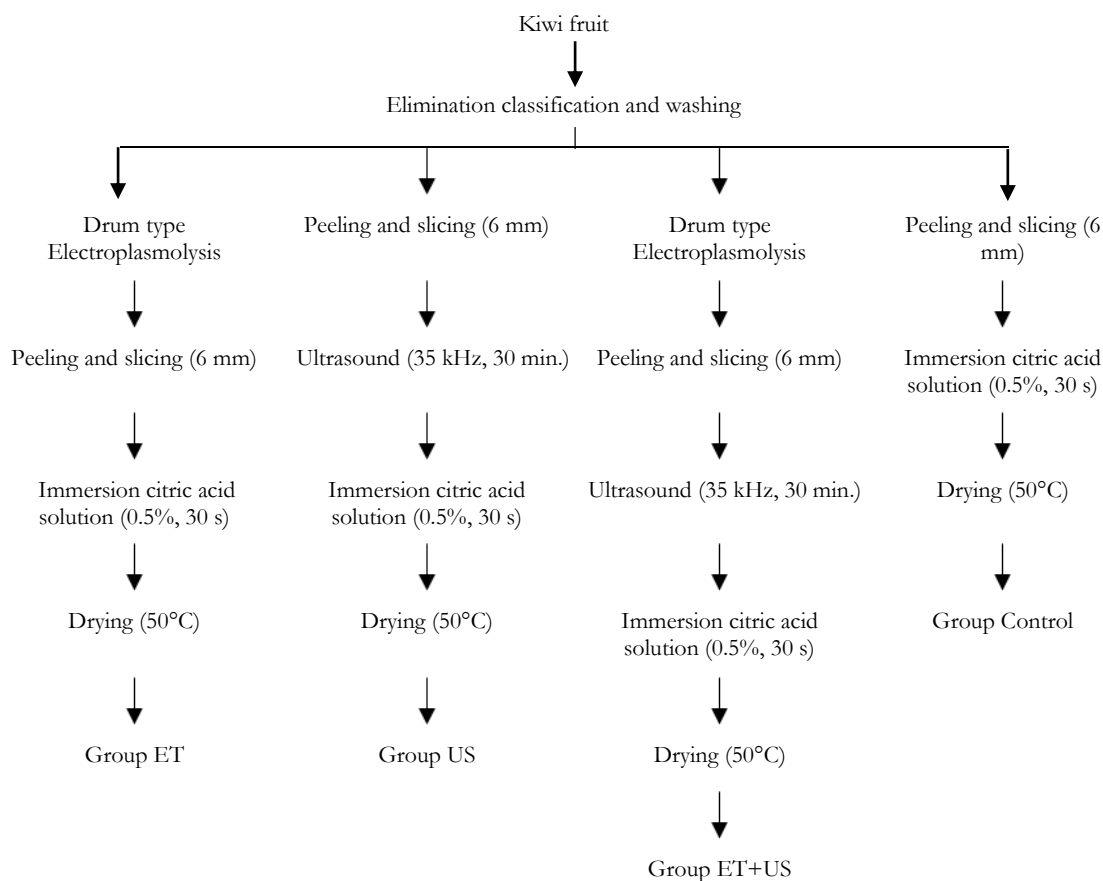 Kiwi fruit
Elimination classification and washing
Drum type
Electroplasmolysis
Peeling and slicing (6 mm)
Immersion citric acid
solution (0.5%, 30 s)
Drying (50°C)
Group ET
Peeling and slicing (6 mm)
Ultrasound (35 kHz, 30 min.)
Immersion citric acid
solution (0.5%, 30 s)
Drying (50°C)
Group US
Drum type
Electroplasmolysis
Peeling and slicing (6 mm)
Ultrasound (35 kHz, 30 min.)
Immersion citric acid
solution (0.5%, 30 s)
Drying (50°C)
Group ET+US
Peeling and slicing (6
mm)
Immersion citric acid
solution (0.5%, 30 s)
Drying (50°C)
Group Control